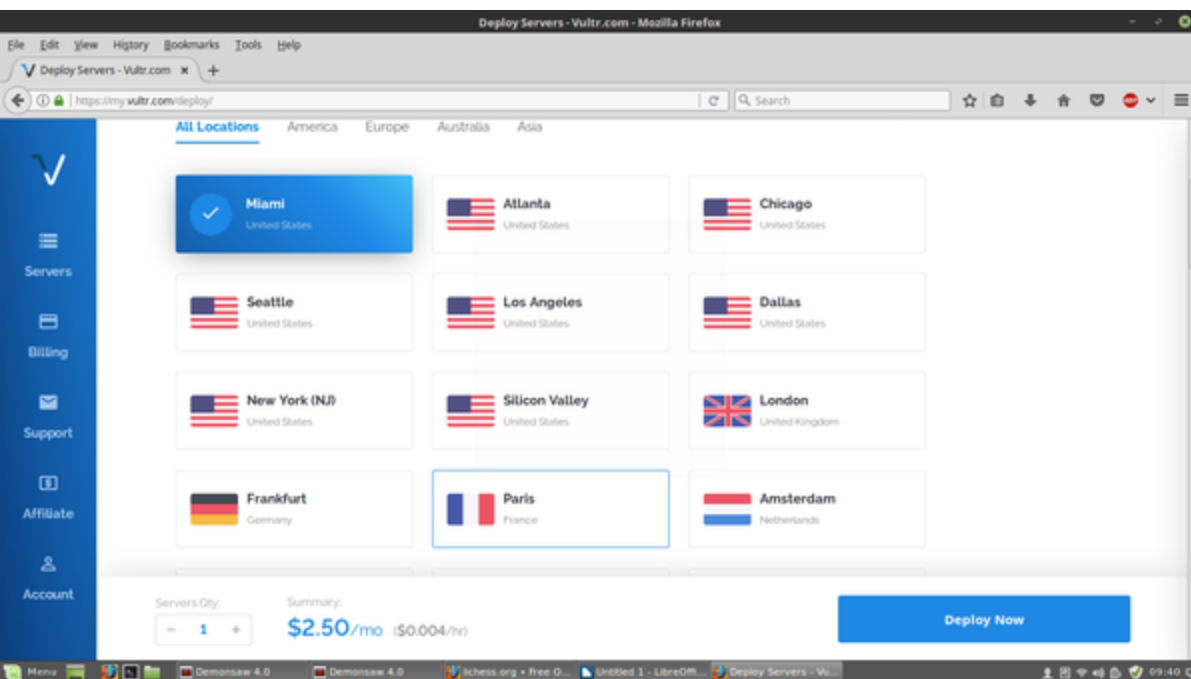 Deploy Servers - Vultr.com - Mozilla Firefox
File Edit View History Bookmarks Tools Help
Deploy Servers - Vultr.com
https://my.vultr.com/deploy/
Search
All Locations America Europe Australia Asia
Miami
United States
Atlanta
United States
Chicago
United States
Servers
Seattle
United States
Los Angeles
United States
Dallas
United States
Billing
New York (NJ)
United States
Silicon Valley
United States
London
United Kingdom
Support
Frankfurt
Germany
Paris
France
Amsterdam
Netherlands
Affiliate
Account
Servers Qty:
- 1 +
Summary:
$2.50/mo ($0.004/hr)
Deploy Now
Menu
Demonsaw 4.0
Demonsaw 4.0
lichess.org • Free O...
Untitled 1 - LibreOffi...
Deploy Servers - Vu...
09:40